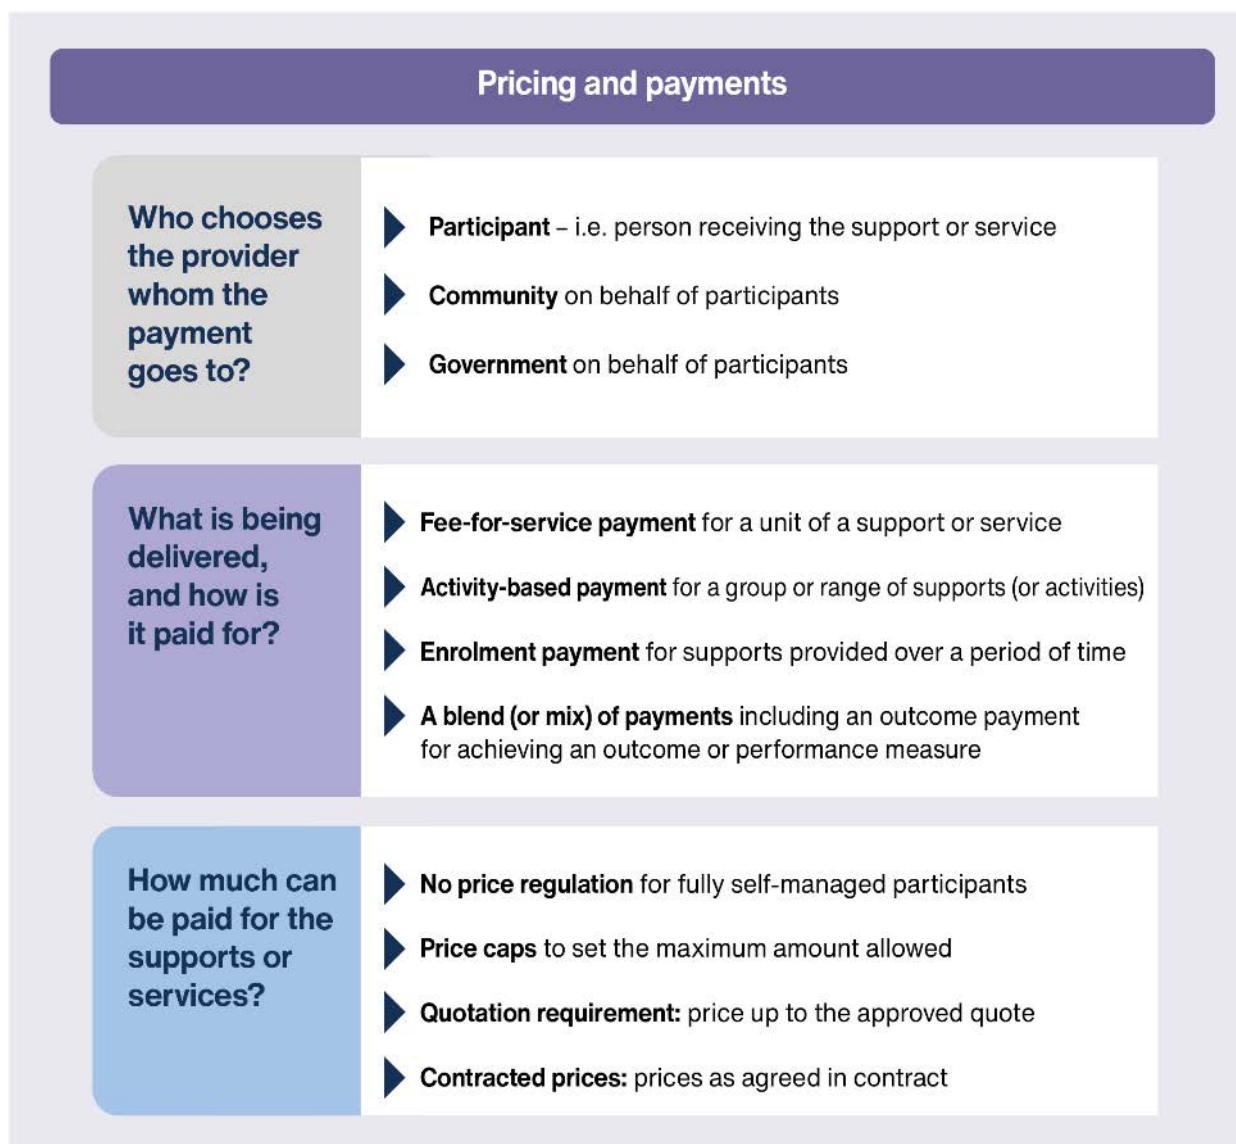 Pricing and payments
Who chooses
the provider
whom the
payment
goes to?
Participant – i.e. person receiving the support or service
Community on behalf of participants
Government on behalf of participants
What is being
delivered,
and how is
it paid for?
Fee-for-service payment for a unit of a support or service
Activity-based payment for a group or range of supports (or activities)
Enrolment payment for supports provided over a period of time
A blend (or mix) of payments including an outcome payment
for achieving an outcome or performance measure
How much can
be paid for the
supports or
services?
No price regulation for fully self-managed participants
Price caps to set the maximum amount allowed
Quotation requirement: price up to the approved quote
Contracted prices: prices as agreed in contract